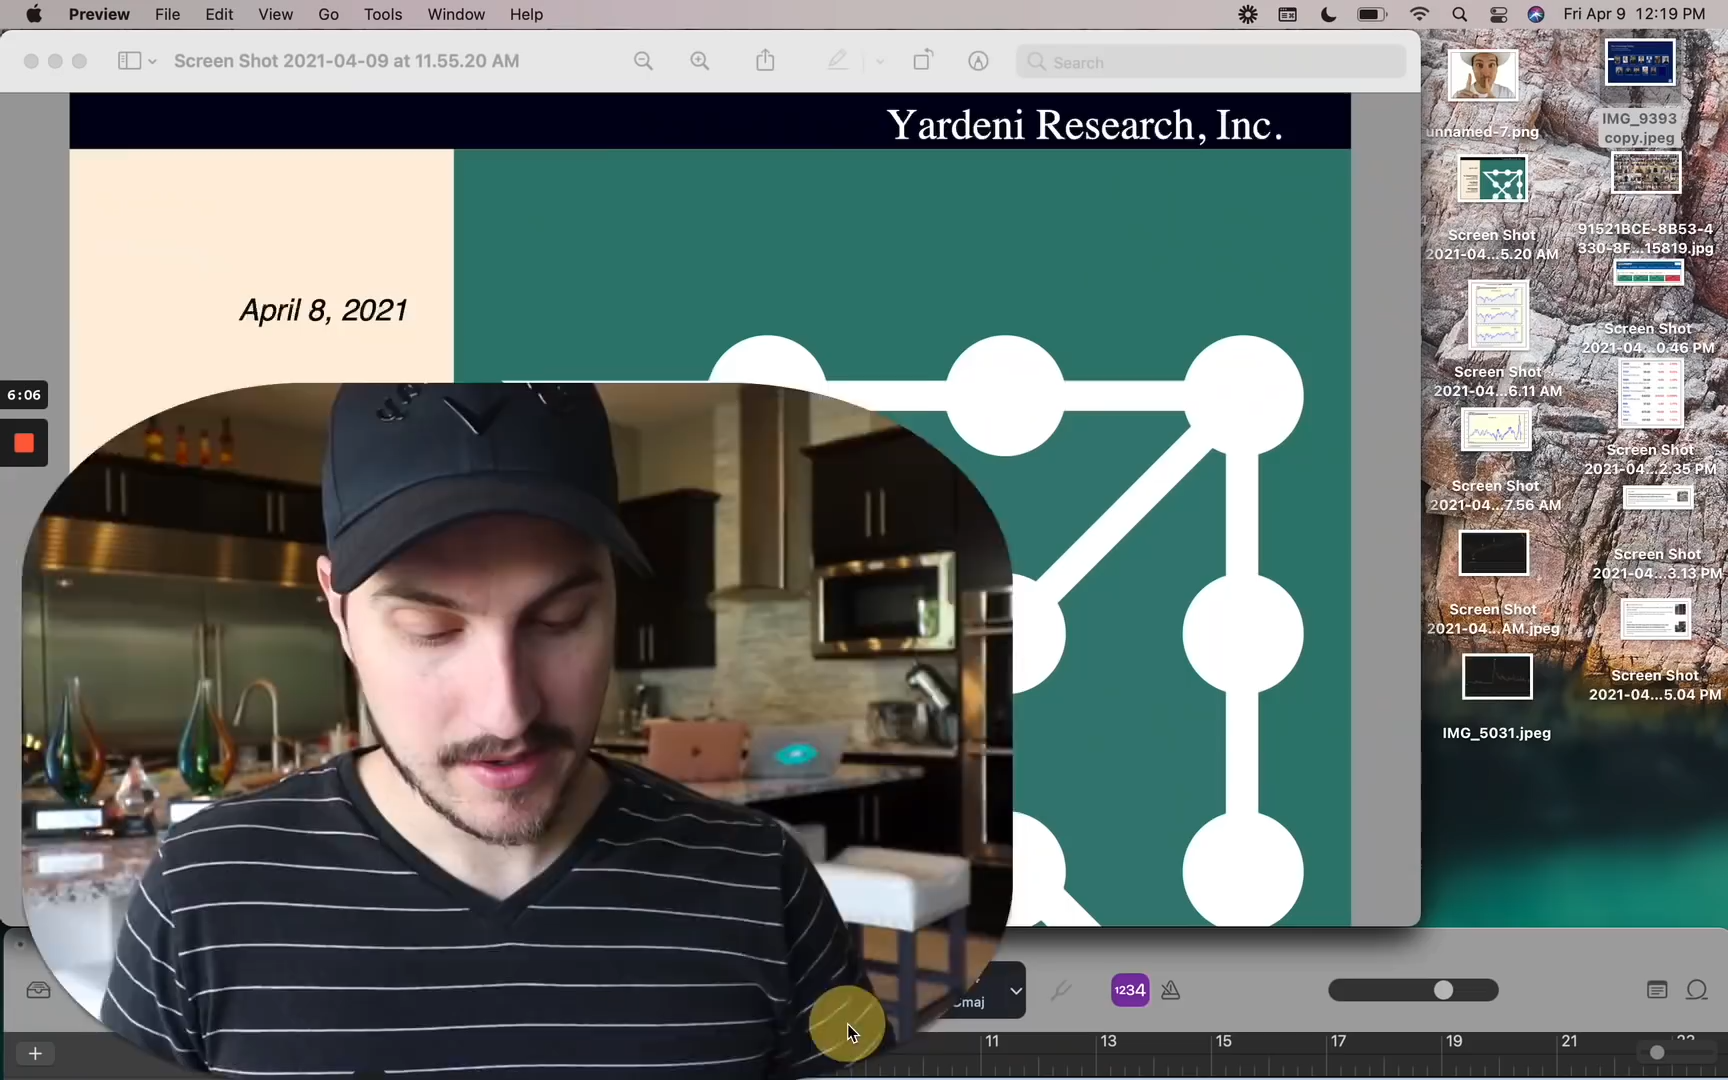 Preview File Edit View Go Tools Window Help
Fri Apr 9 12:19 PM
Screen Shot 2021-04-09 at 11.55.20 AM
Search
Yardeni Research, Inc.
April 8, 2021
6:06
unnamed-7.png
IMG_9393
copy.jpeg
Screen Shot
2021-04...5.20 AM
91521BCE-8B53-4
330-8F...15819.jpg
Screen Shot
2021-04...6.11 AM
Screen Shot
2021-04...0.46 PM
Screen Shot
2021-04...7.56 AM
Screen Shot
2021-04...2.35 PM
Screen Shot
2021-04...AM.jpeg
Screen Shot
2021-04...3.13 PM
IMG_5031.jpeg
Screen Shot
2021-04...5.04 PM
maj
1234
11 13 15 17 19 21